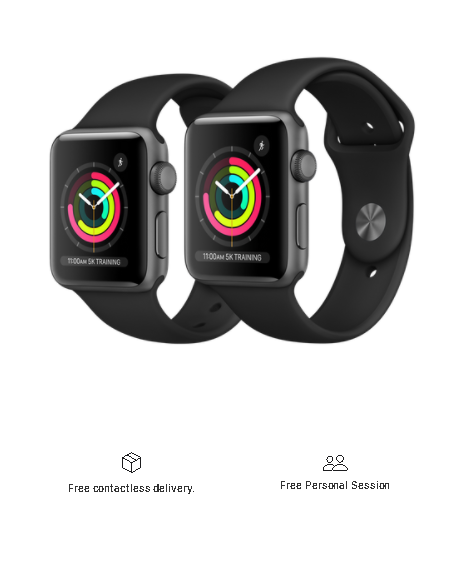 11:00AM 5K TRAINING
11:00AM 5K TRAINING
Free contactless delivery.
Free Personal Session